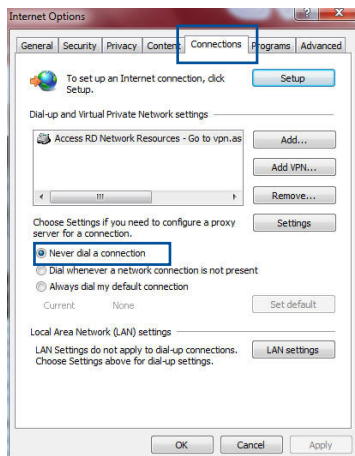 Internet Options
General Security Privacy Content Connections Programs Advanced
To set up an Internet connection, click
Setup.
Setup
Dial-up and Virtual Private Network settings
Access RD Network Resources - Go to vpn.as
Add...
Add VPN...
Remove...
Choose Settings if you need to configure a proxy
server for a connection.
Settings
Never dial a connection
Dial whenever a network connection is not present
Always dial my default connection
Current None
Set default
Local Area Network (LAN) settings
LAN Settings do not apply to dial-up connections.
Choose Settings above for dial-up settings.
LAN settings
OK Cancel Apply